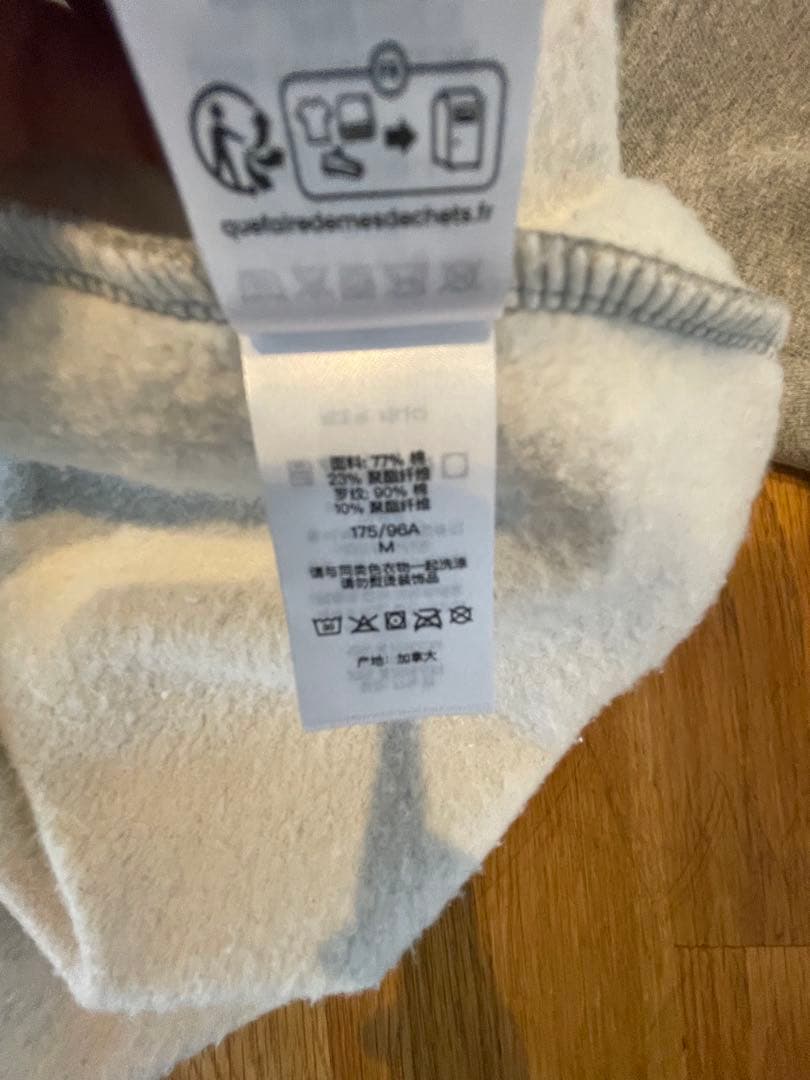 FR
quefairedemesdechets.fr
面料: 77% 棉
23% 聚酯纤维
罗纹: 90% 棉
10% 聚酯纤维
175/96A
M
请与同类色衣物一起洗涤
请勿熨烫装饰品
30
产地: 加拿大